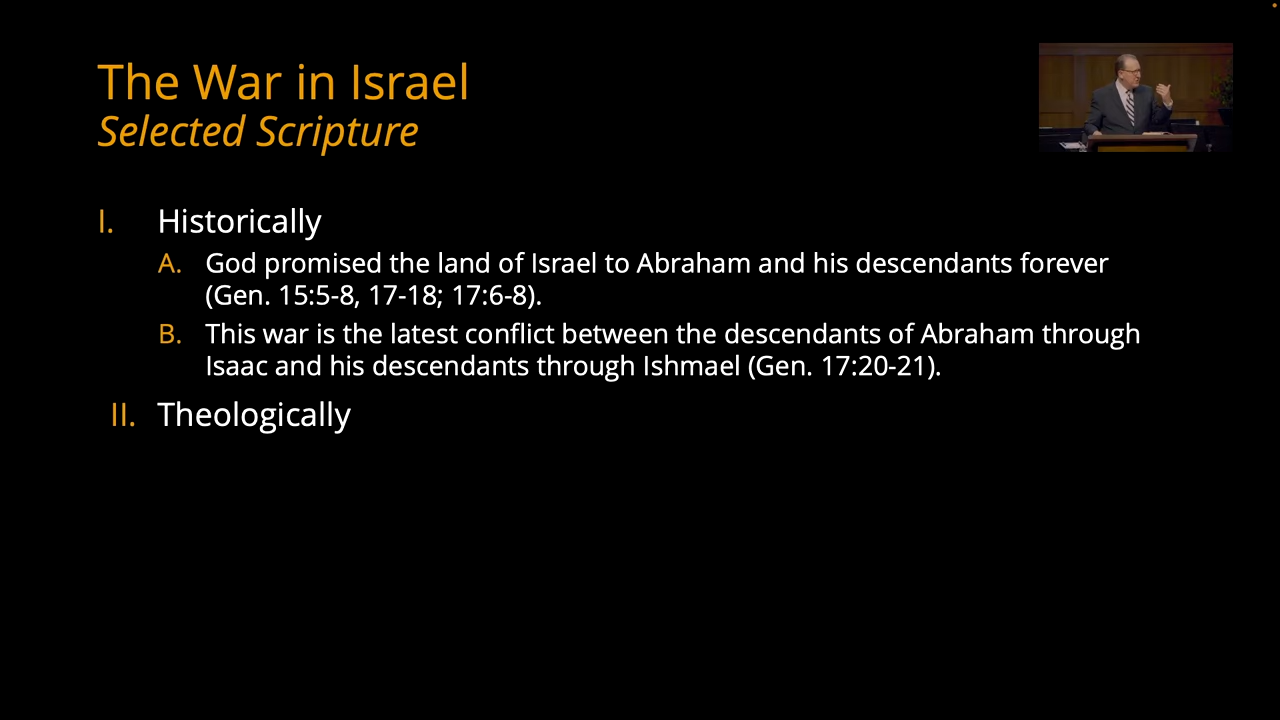 The War in Israel
Selected Scripture
I. Historically
A. God promised the land of Israel to Abraham and his descendants forever
(Gen. 15:5-8, 17-18; 17:6-8).
B. This war is the latest conflict between the descendants of Abraham through
Isaac and his descendants through Ishmael (Gen. 17:20-21).
II. Theologically